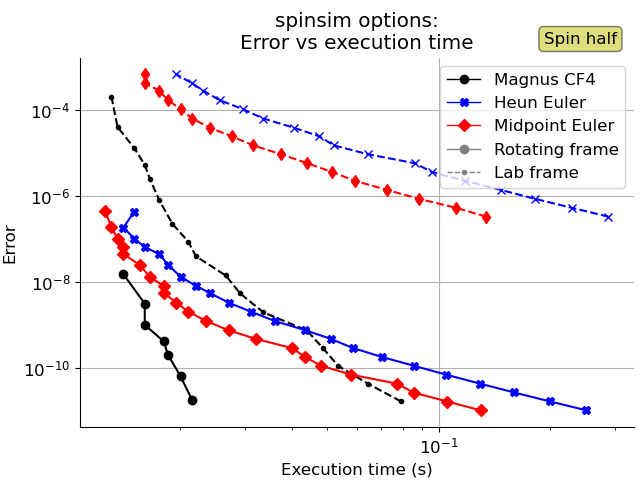 spinsim options:
Error vs execution time
Spin half
Magnus CF4
Heun Euler
Midpoint Euler
Rotating frame
Lab frame
Error
10⁻⁴
10⁻⁶
10⁻⁸
10⁻¹⁰
10⁻¹
Execution time (s)